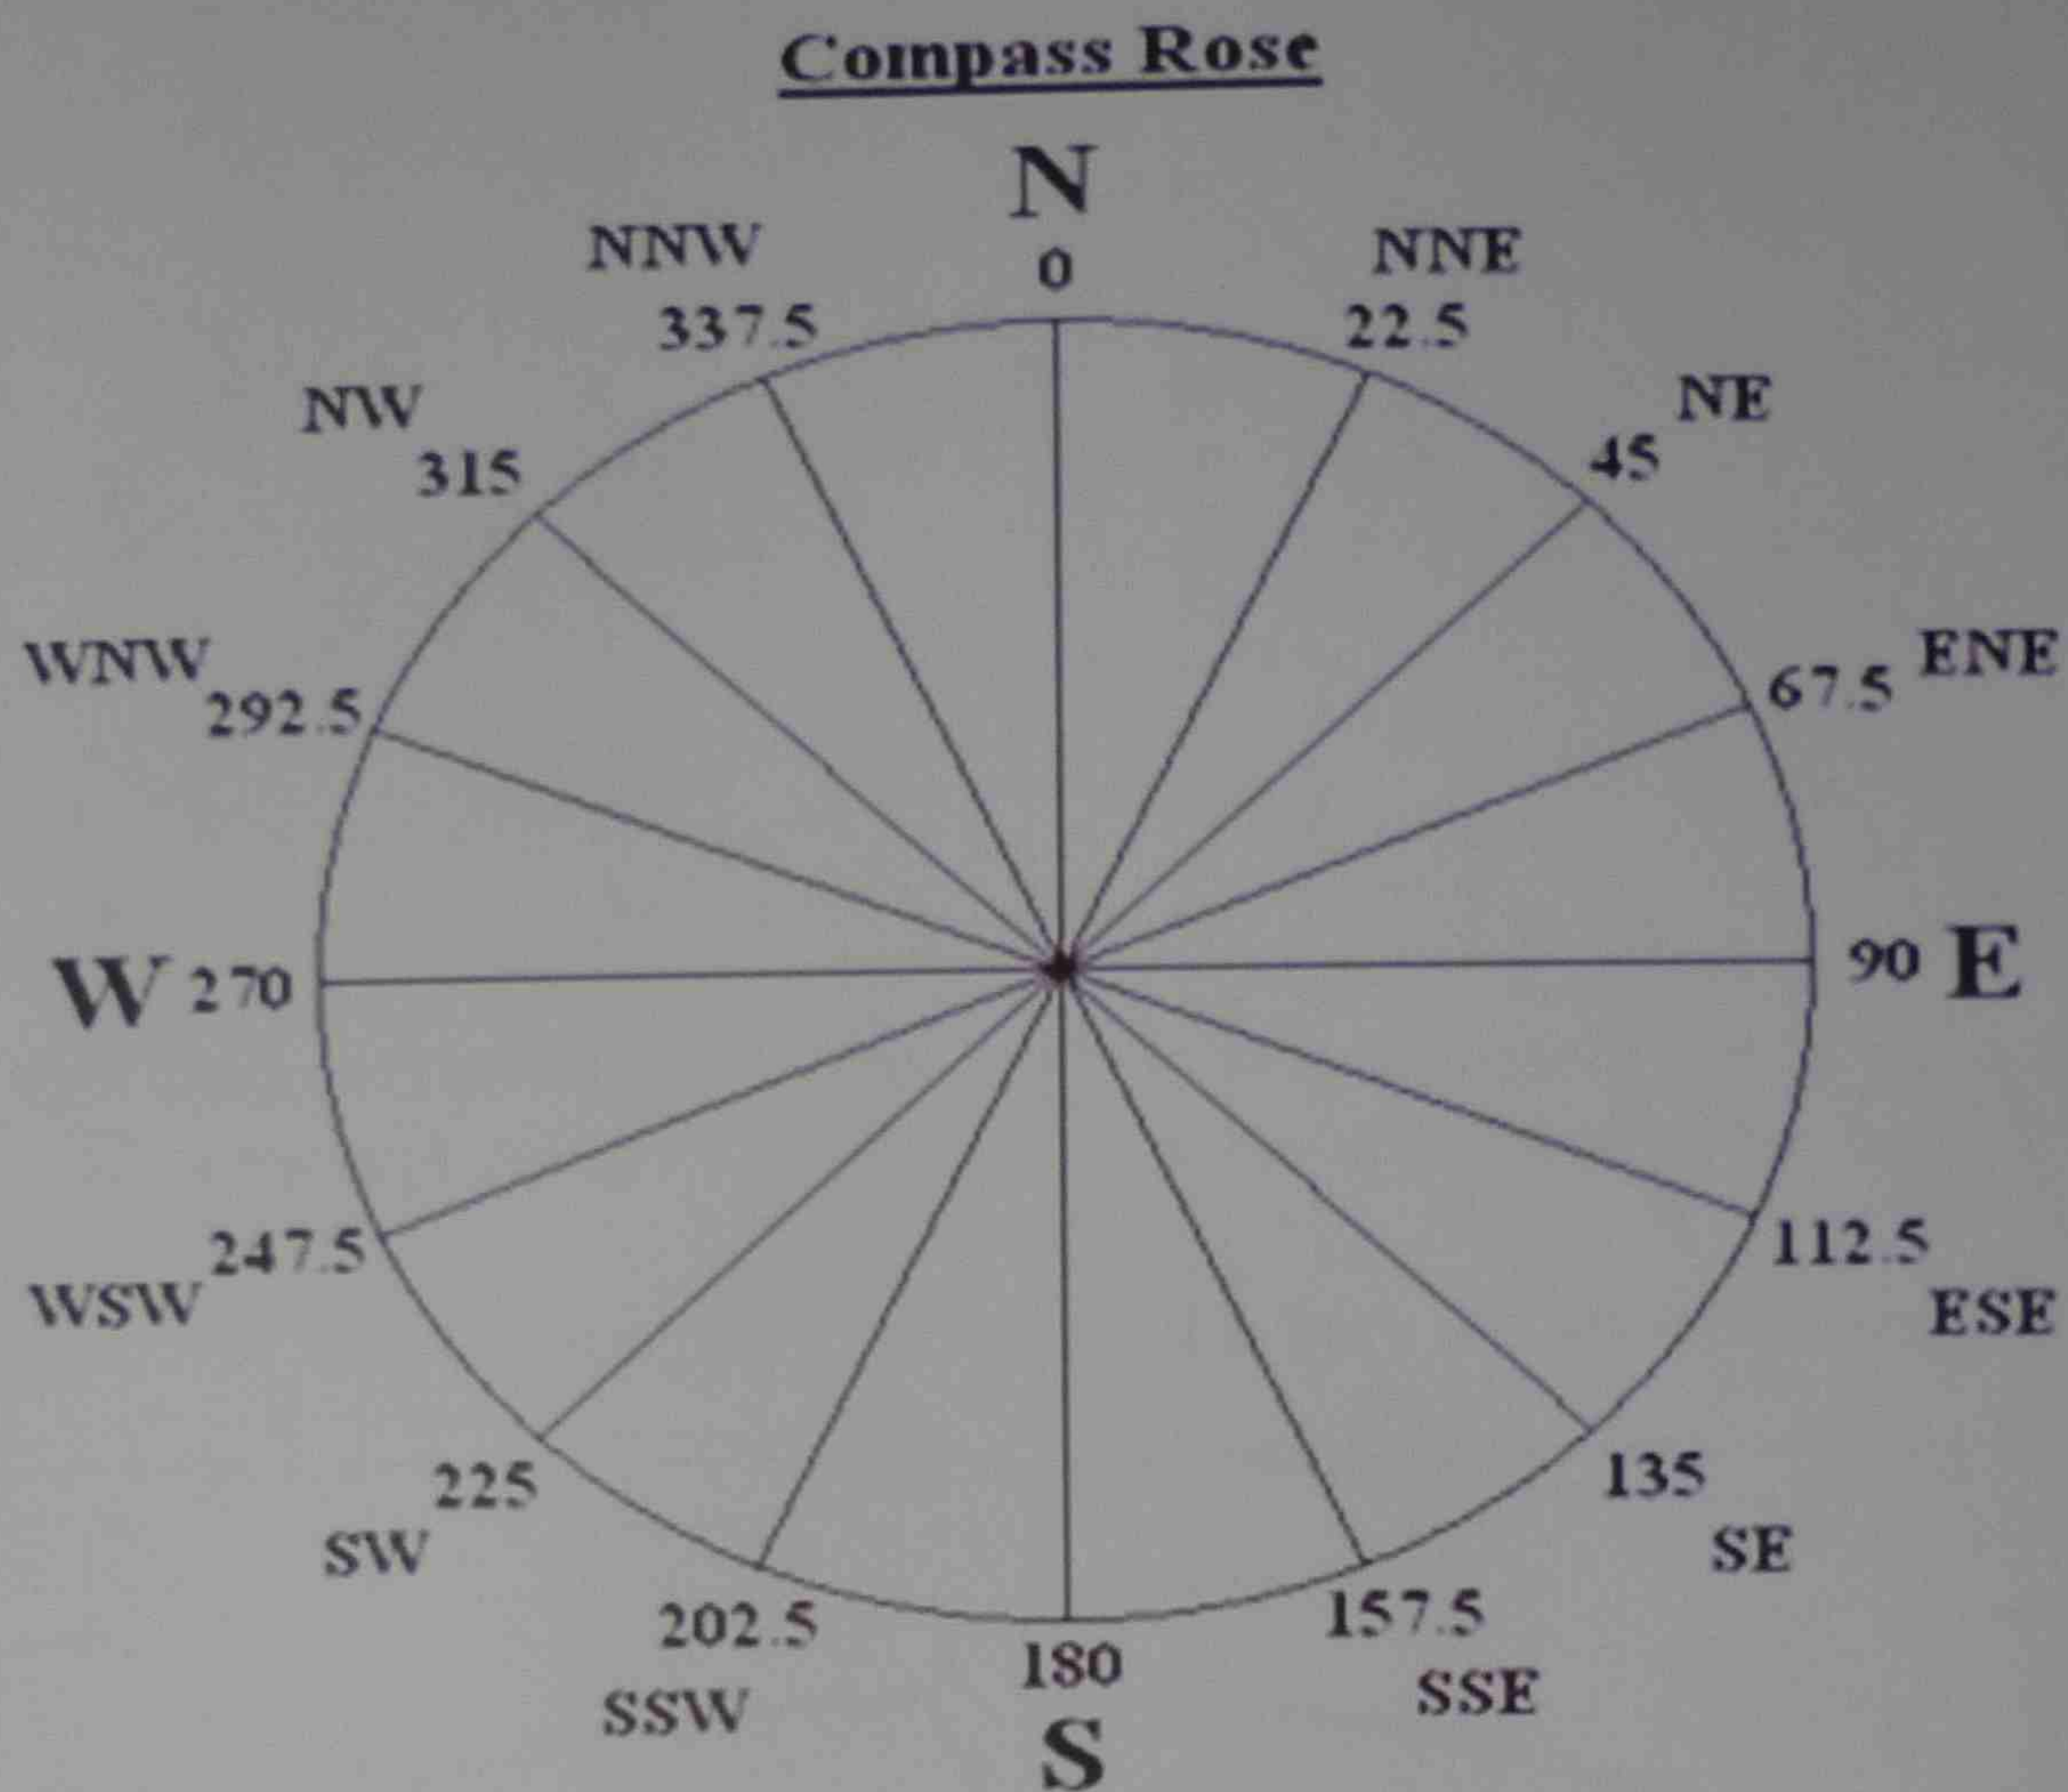 Compass Rose
N
NNW
0
NNE
337.5
22.5
NW
NE
315
45
WNW
ENE
292.5
67.5
W 270
90 E
247.5
112.5
WSW
ESE
225
135
SW
SE
202.5
157.5
180
SSW
SSE
S